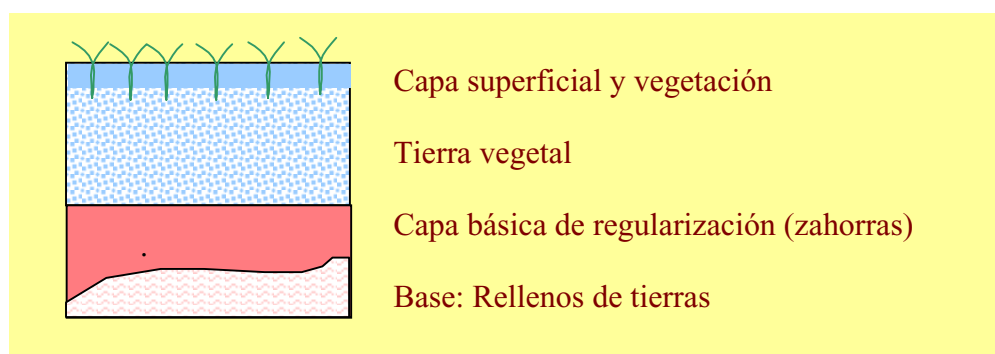 Capa superficial y vegetación
Tierra vegetal
Capa básica de regularización (zahorras)
Base: Rellenos de tierras